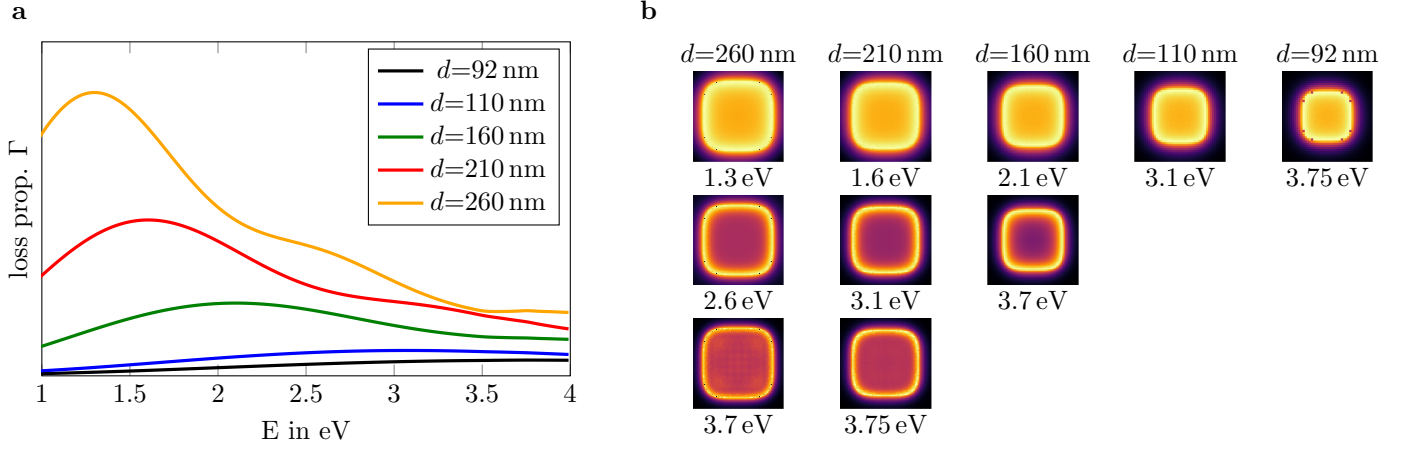 a
loss prop. Γ
d=92 nm
d=110 nm
d=160 nm
d=210 nm
d=260 nm
1 1.5 2 2.5 3 3.5 4
E in eV
b
d=260 nm d=210 nm d=160 nm d=110 nm d=92 nm
1.3 eV 1.6 eV 2.1 eV 3.1 eV 3.75 eV
2.6 eV 3.1 eV 3.7 eV
3.7 eV 3.75 eV